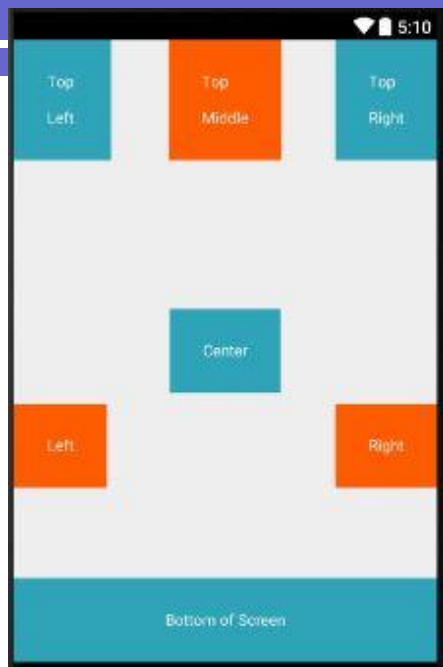 5:10
Top
Left
Top
Middle
Top
Right
Center
Left
Right
Bottom of Screen